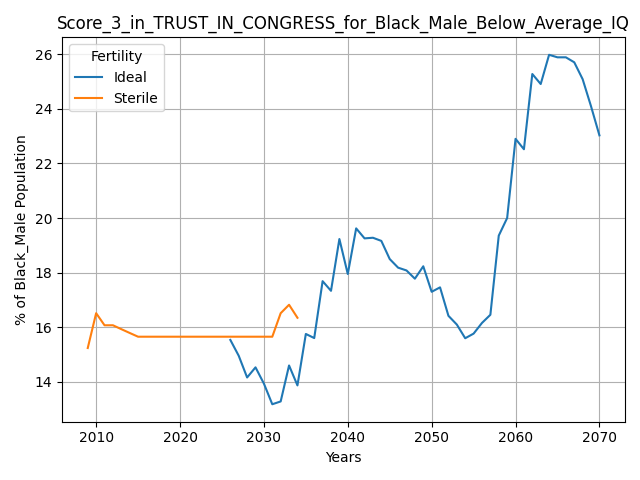 Score_3_in_TRUST_IN_CONGRESS_for_Black_Male_Below_Average_IQ
Fertility
Ideal
Sterile
% of Black_Male Population
26
24
22
20
18
16
14
2010
2020
2030
2040
2050
2060
2070
Years